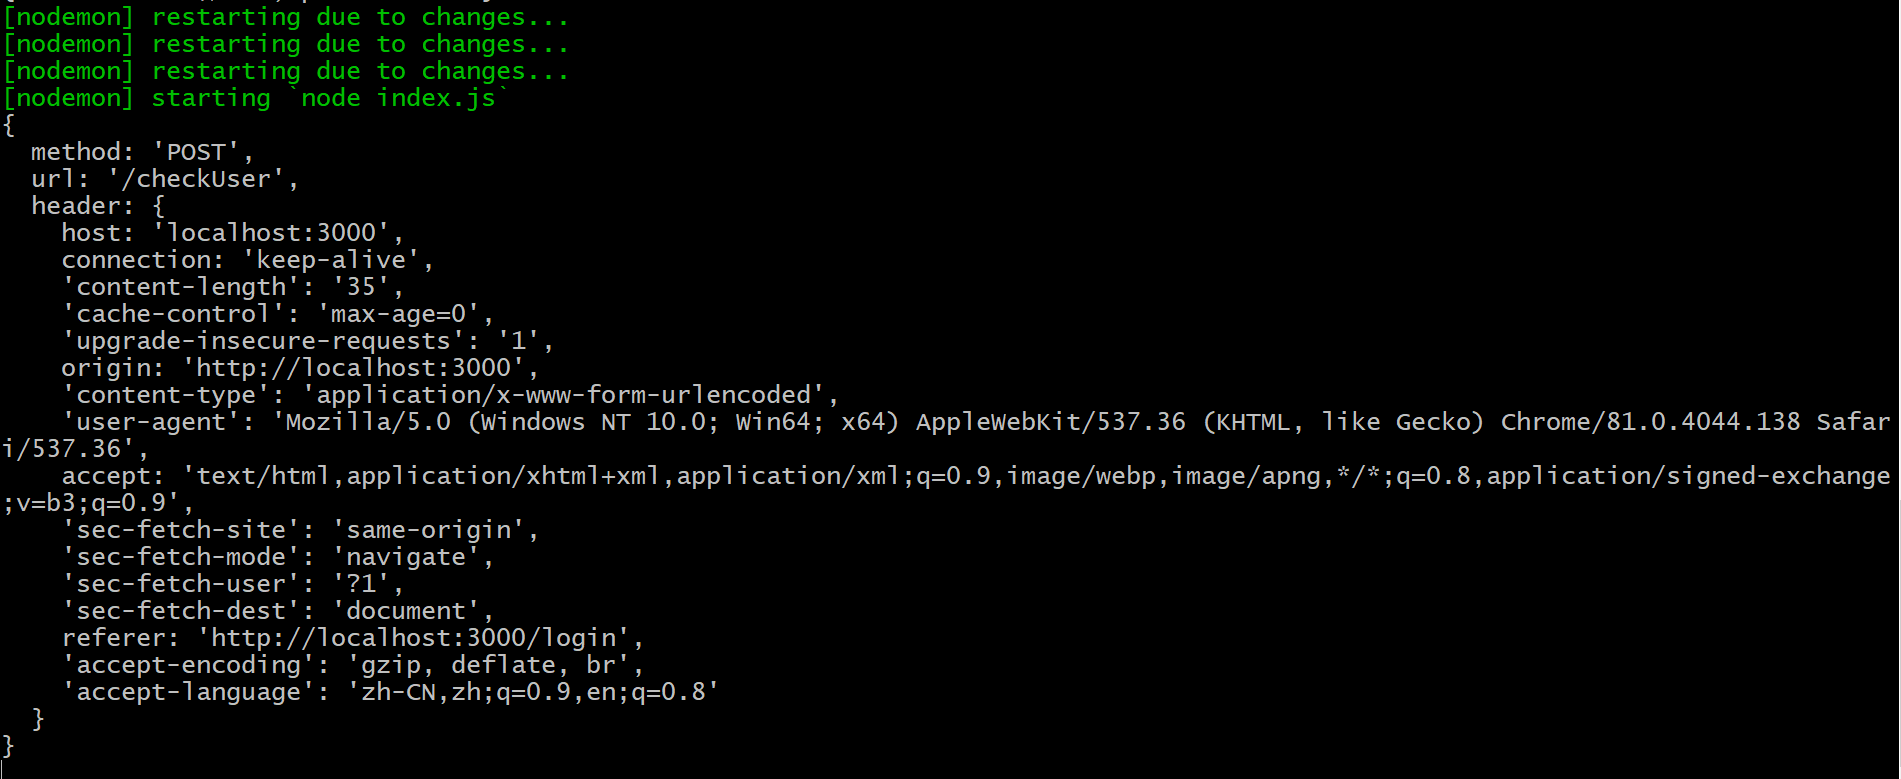 [nodemon] restarting due to changes...
[nodemon] restarting due to changes...
[nodemon] restarting due to changes...
[nodemon] starting `node index.js`
{
  method: 'POST',
  url: '/checkUser',
  header: {
    host: 'localhost:3000',
    connection: 'keep-alive',
    'content-length': '35',
    'cache-control': 'max-age=0',
    'upgrade-insecure-requests': '1',
    origin: 'http://localhost:3000',
    'content-type': 'application/x-www-form-urlencoded',
    'user-agent': 'Mozilla/5.0 (Windows NT 10.0; Win64; x64) AppleWebKit/537.36 (KHTML, like Gecko) Chrome/81.0.4044.138 Safar
i/537.36',
    accept: 'text/html,application/xhtml+xml,application/xml;q=0.9,image/webp,image/apng,*/*;q=0.8,application/signed-exchange
;v=b3;q=0.9',
    'sec-fetch-site': 'same-origin',
    'sec-fetch-mode': 'navigate',
    'sec-fetch-user': '?1',
    'sec-fetch-dest': 'document',
    referer: 'http://localhost:3000/login',
    'accept-encoding': 'gzip, deflate, br',
    'accept-language': 'zh-CN,zh;q=0.9,en;q=0.8'
  }
}